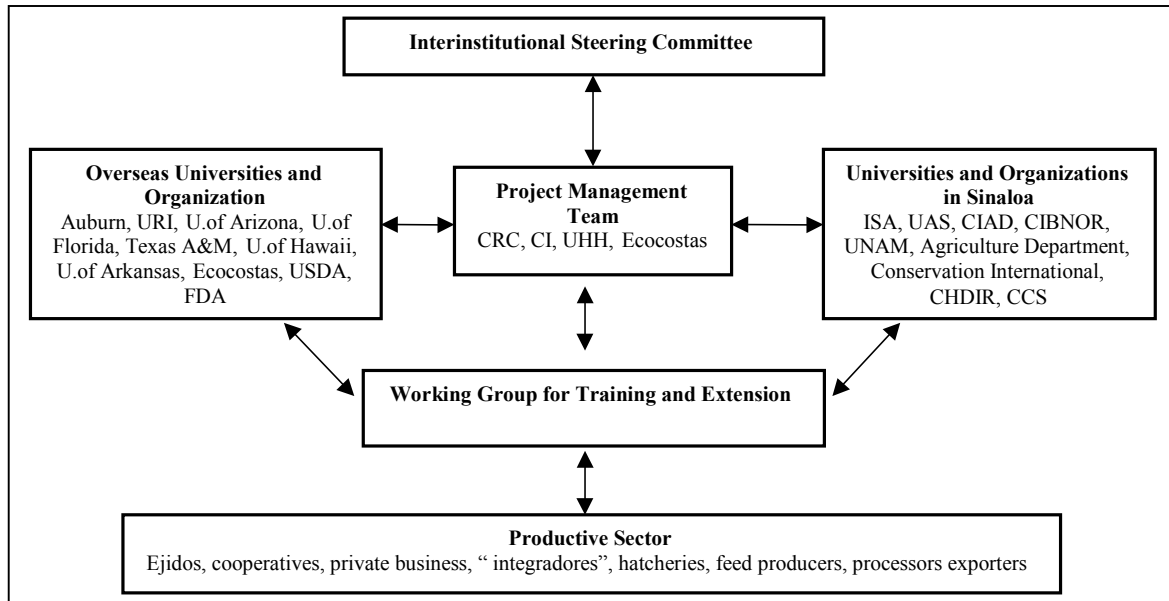 Interinstitutional Steering Committee
Overseas Universities and
Organization
Auburn, URI, U.of Arizona, U.of
Florida, Texas A&M, U.of Hawaii,
U.of Arkansas, Ecocostas, USDA,
FDA
Project Management
Team
CRC, CI, UHH, Ecocostas
Universities and Organizations
in Sinaloa
ISA, UAS, CIAD, CIBNOR,
UNAM, Agriculture Department,
Conservation International,
CHDIR, CCS
Working Group for Training and Extension
Productive Sector
Ejidos, cooperatives, private business, “ integradores”, hatcheries, feed producers, processors exporters